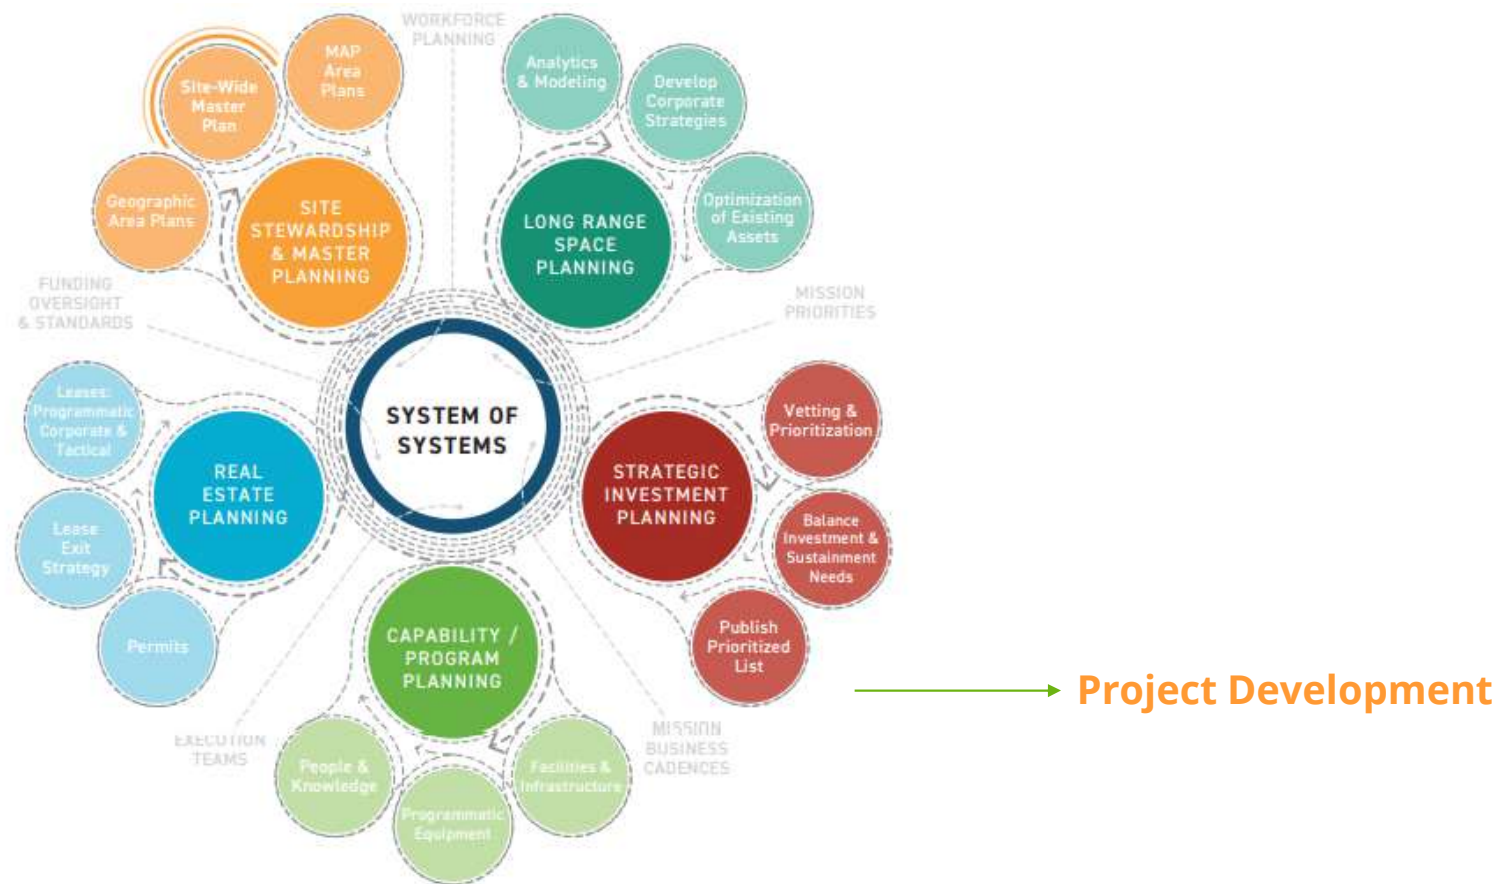 WORKFORCE
PLANNING
MAP
Area
Plans
Site-Wide
Master
Plan
Geographic
Area Plans
SITE
STEWARDSHIP
& MASTER
PLANNING
Analytics
& Modeling
Develop
Corporate
Strategies
Optimization
of Existing
Assets
LONG RANGE
SPACE
PLANNING
FUNDING
OVERSIGHT
& STANDARDS
MISSION
PRIORITIES
SYSTEM OF
SYSTEMS
Leases:
Programmatic
Corporate &
Tactical
Lease
Exit
Strategy
Permits
REAL
ESTATE
PLANNING
STRATEGIC
INVESTMENT
PLANNING
Vetting &
Prioritization
Balance
Investment &
Sustainment
Needs
Publish
Prioritized
List
Project Development
CAPABILITY /
PROGRAM
PLANNING
EXECUTION
TEAMS
MISSION
BUSINESS
CADENCES
People &
Knowledge
Programmatic
Equipment
Facilities &
Infrastructure